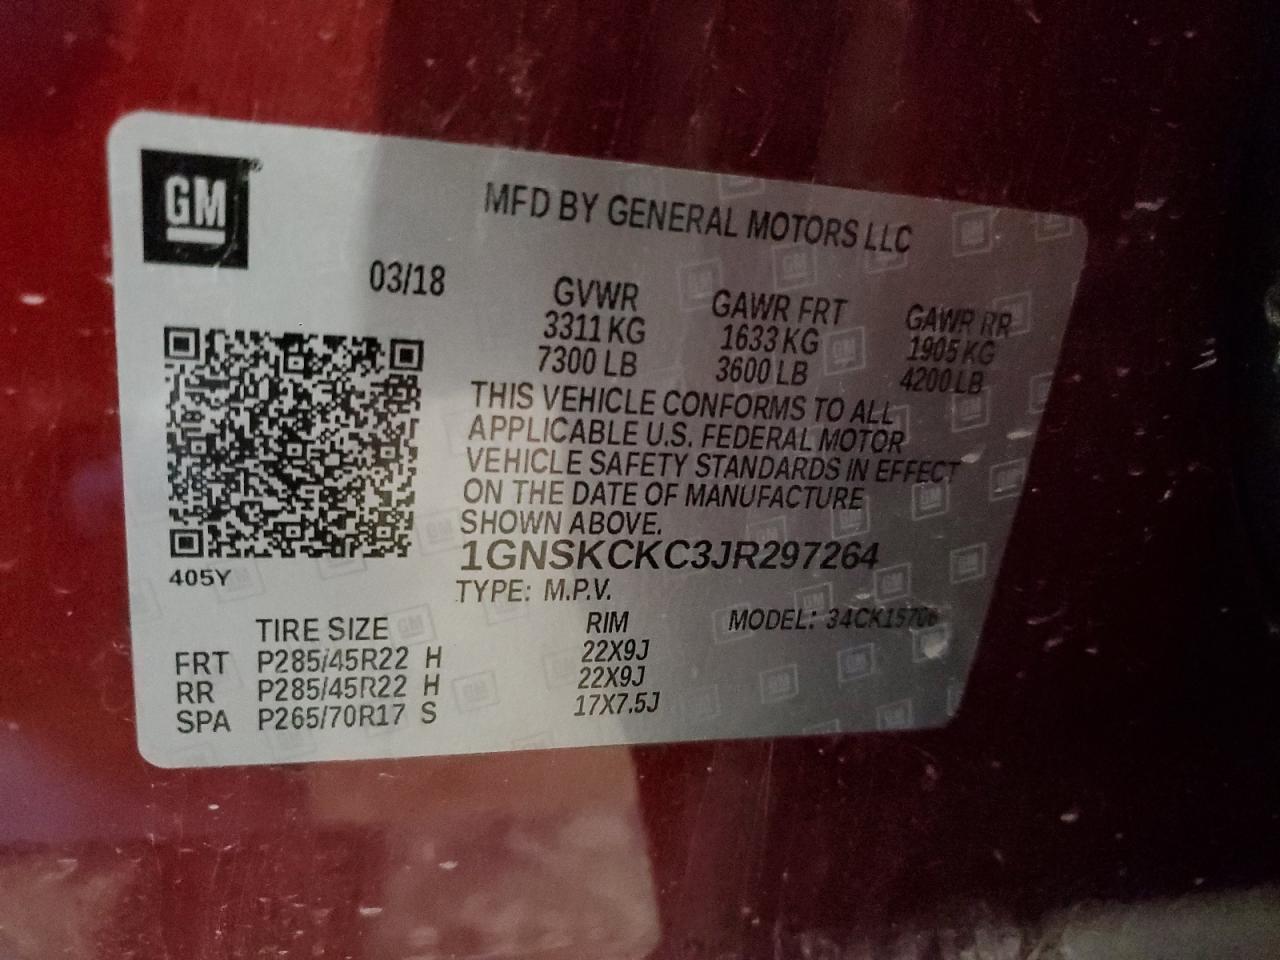 GM
MFD BY GENERAL MOTORS LLC
03/18
GVWR GAWR FRT GAWR RR
3311 KG 1633 KG 1905 KG
7300 LB 3600 LB 4200 LB
THIS VEHICLE CONFORMS TO ALL
APPLICABLE U.S. FEDERAL MOTOR
VEHICLE SAFETY STANDARDS IN EFFECT
ON THE DATE OF MANUFACTURE
SHOWN ABOVE.
1GNSKCKC3JR297264
405Y
TYPE: M.P.V.
MODEL: 34CK15706
TIRE SIZE RIM
FRT P285/45R22 H 22X9J
RR P285/45R22 H 22X9J
SPA P265/70R17 S 17X7.5J